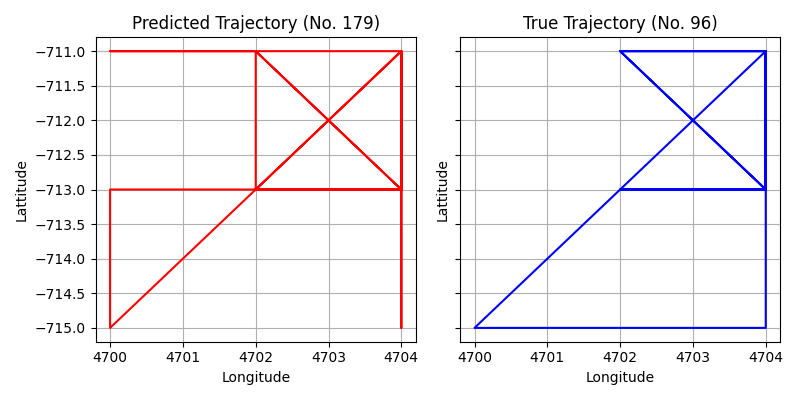 Predicted Trajectory (No. 179)
True Trajectory (No. 96)
Lattitude
−711.0
−711.5
−712.0
−712.5
−713.0
−713.5
−714.0
−714.5
−715.0
4700 4701 4702 4703 4704
Longitude
Lattitude
4700 4701 4702 4703 4704
Longitude